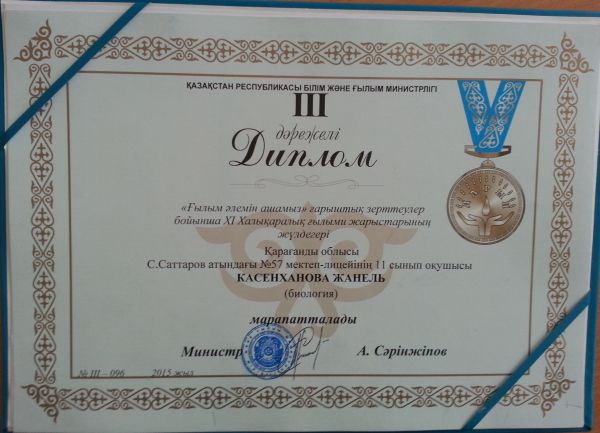 ҚАЗАҚСТАН РЕСПУБЛИКАСЫ БІЛІМ ЖӘНЕ ҒЫЛЫМ МИНИСТРЛІГІ
III
дәрежелі
Диплом
«Ғылым әлемін ашамыз» ғарыштық зерттеулер
бойынша XI Халықаралық ғылыми жарыстарының
жүлдегері
Қарағанды облысы
С.Саттаров атындағы №57 мектеп-лицейінің 11 сынып оқушысы
КАСЕНХАНОВА ЖАНЕЛЬ
(биология)
марапатталады
Министр А. Сәрінжіпов
№ III – 096 2015 жыл